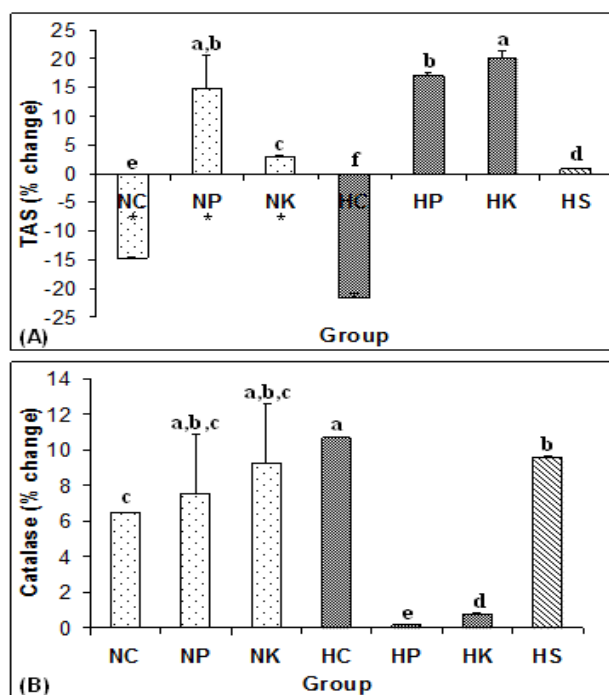 25
20
15
10
5
0
-5
-10
-15
-20
-25
TAS (% change)
e
a,b
c
f
b
a
d
NC NP NK HC HP HK HS
* * *
(A) Group
14
12
10
8
6
4
2
0
Catalase (% change)
c
a,b,c
a,b,c
a
e
d
b
NC NP NK HC HP HK HS
(B) Group